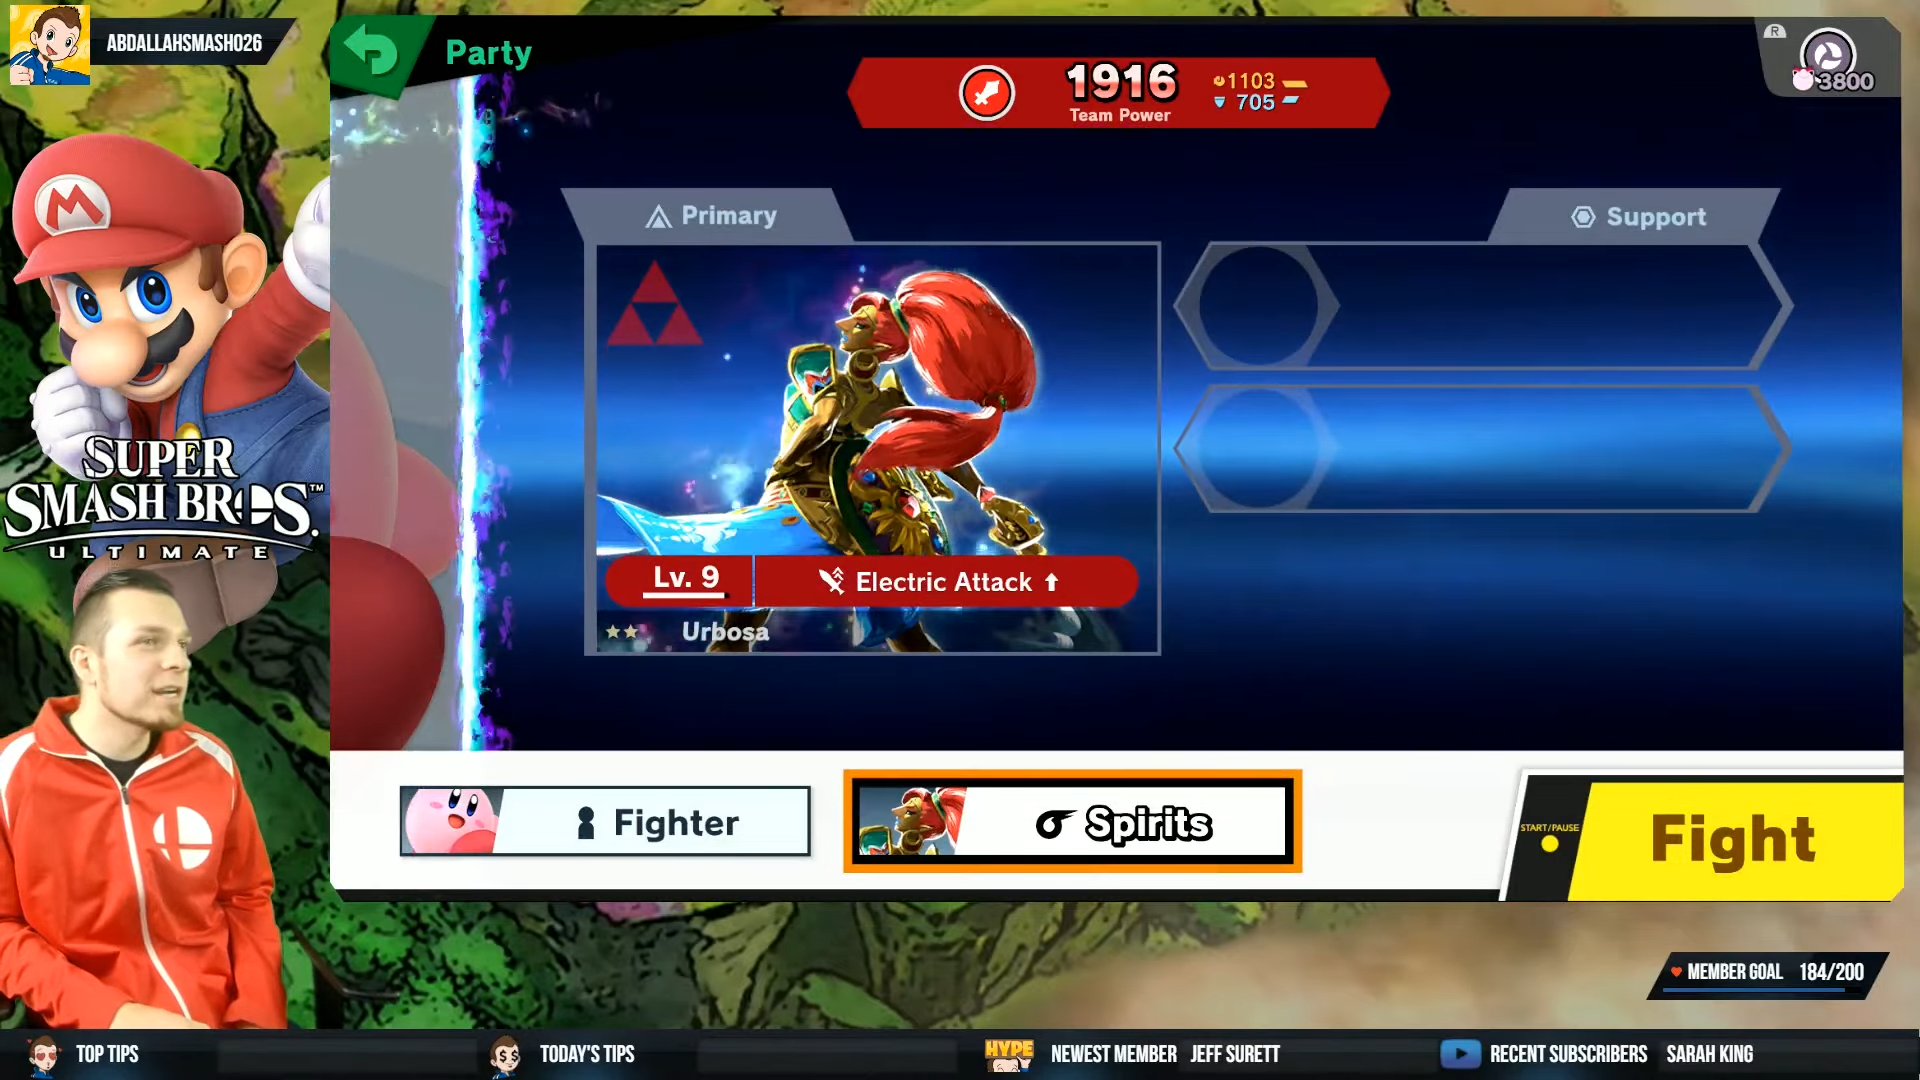 ABDALLAHSMASH026
Party
R
3800
1916
Team Power
1103
705
Primary
Support
M
SUPER
SMASH BROS.™
ULTIMATE
Lv. 9
Electric Attack ↑
★★ Urbosa
Fighter
Spirits
START/PAUSE
Fight
MEMBER GOAL 184/200
TOP TIPS
TODAY'S TIPS
HYPE
NEWEST MEMBER JEFF SURETT
RECENT SUBSCRIBERS SARAH KING